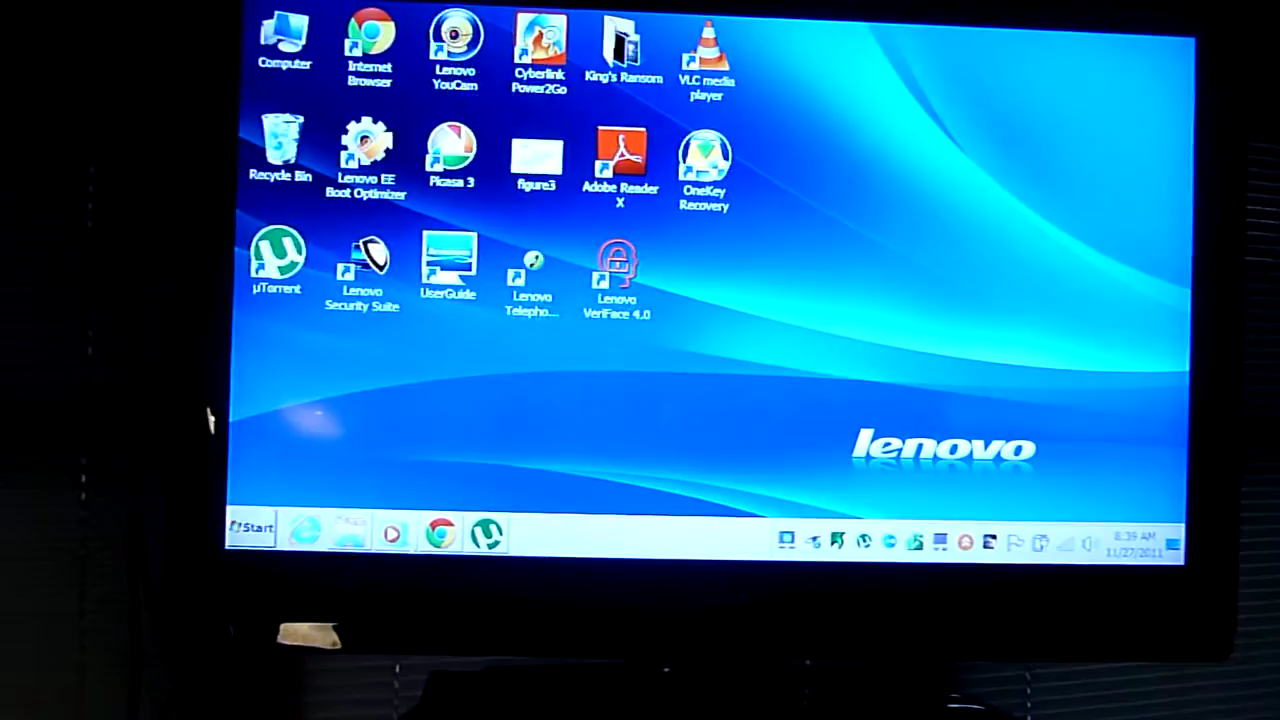 Computer
Internet
Browser
Lenovo
YouCam
Cyberlink
Power2Go
King's Ransom
VLC media
player
Recycle Bin
Lenovo EE
Boot Optimizer
Picasa 3
figure3
Adobe Reader
X
OneKey
Recovery
µTorrent
Lenovo
Security Suite
UserGuide
Lenovo
Telepho...
Lenovo
VeriFace 4.0
lenovo
Start
8:39 AM
11/27/2011